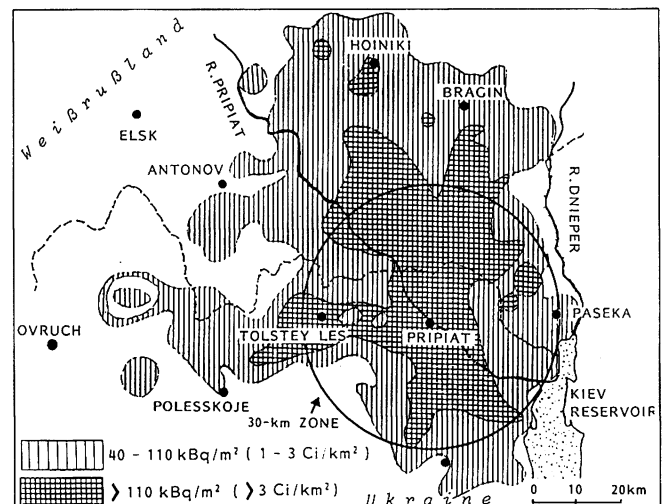 Weißrußland
HOINIKI
BRAGIN
R. PRIPIAT
ELSK
ANTONOV
R. DNIEPER
PASEKA
OVRUCH
TOLSTEY LES
PRIPIAT
POLESSKOJE
30-km ZONE
KIEV
RESERVOIR
40 - 110 kBq/m² ( 1 - 3 Ci/km² )
> 110 kBq/m² ( >3 Ci/km²)
Ukraine
0 10 20km